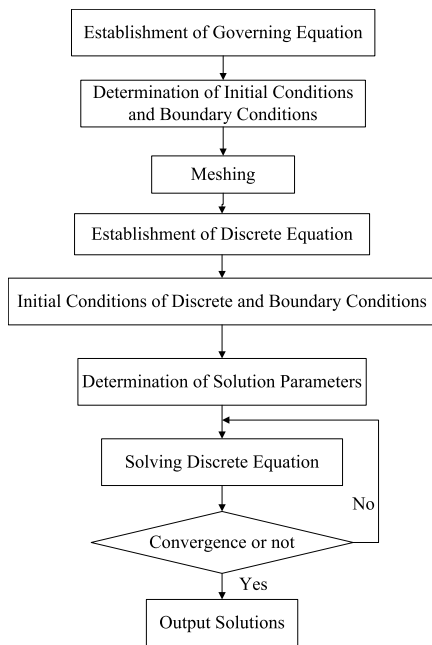 Establishment of Governing Equation
Determination of Initial Conditions
and Boundary Conditions
Meshing
Establishment of Discrete Equation
Initial Conditions of Discrete and Boundary Conditions
Determination of Solution Parameters
Solving Discrete Equation
No
Convergence or not
Yes
Output Solutions